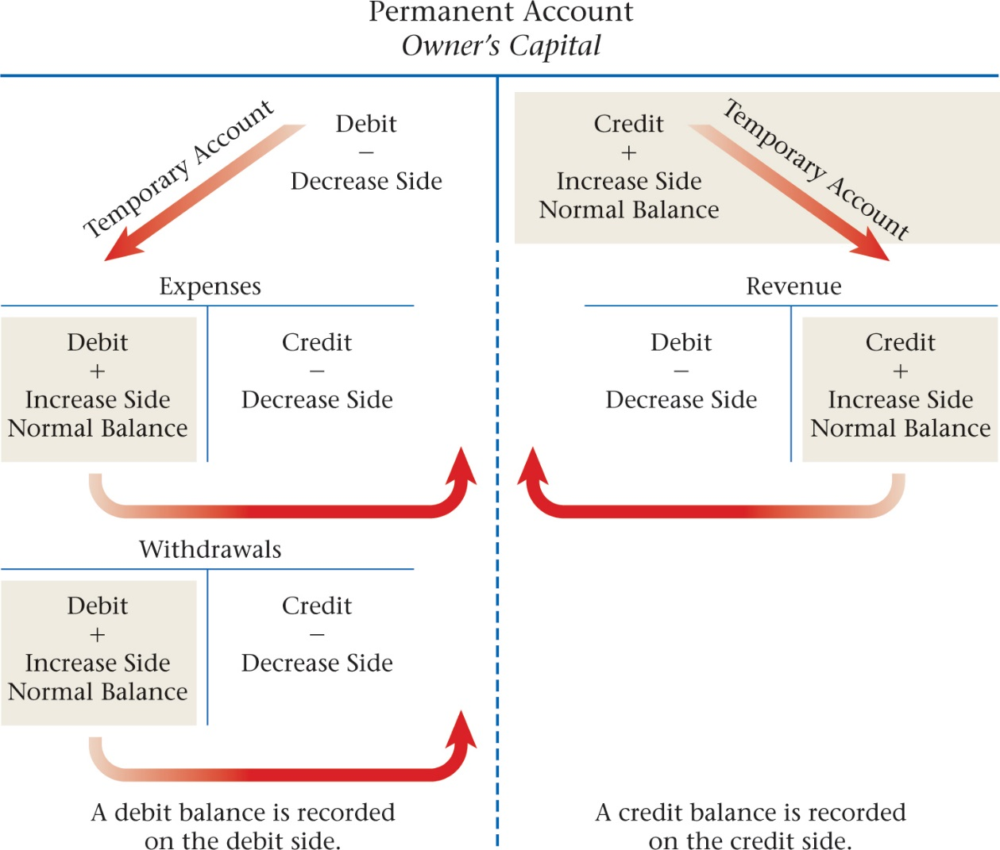 Permanent Account
Owner's Capital
Temporary Account
Debit
–
Decrease Side
Credit
+
Increase Side
Normal Balance
Temporary Account
Expenses
Debit
+
Increase Side
Normal Balance
Credit
–
Decrease Side
Revenue
Debit
–
Decrease Side
Credit
+
Increase Side
Normal Balance
Withdrawals
Debit
+
Increase Side
Normal Balance
Credit
–
Decrease Side
A debit balance is recorded
on the debit side.
A credit balance is recorded
on the credit side.